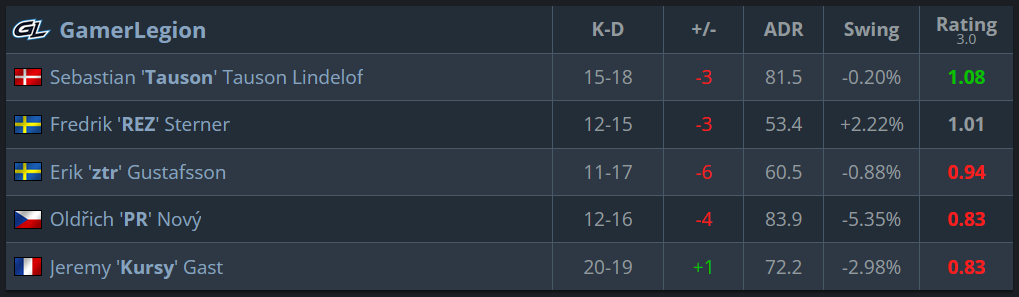 GL GamerLegion K-D +/- ADR Swing Rating 3.0
Sebastian 'Tauson' Tauson Lindelof 15-18 -3 81.5 -0.20% 1.08
Fredrik 'REZ' Sterner 12-15 -3 53.4 +2.22% 1.01
Erik 'ztr' Gustafsson 11-17 -6 60.5 -0.88% 0.94
Oldřich 'PR' Nový 12-16 -4 83.9 -5.35% 0.83
Jeremy 'Kursy' Gast 20-19 +1 72.2 -2.98% 0.83